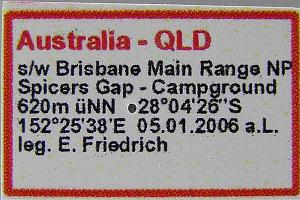 Australia - QLD
s/w Brisbane Main Range NP
Spicers Gap - Campground
620m üNN 28°04'26''S
152°25'38'E 05.01.2006 a.L.
leg. E. Friedrich